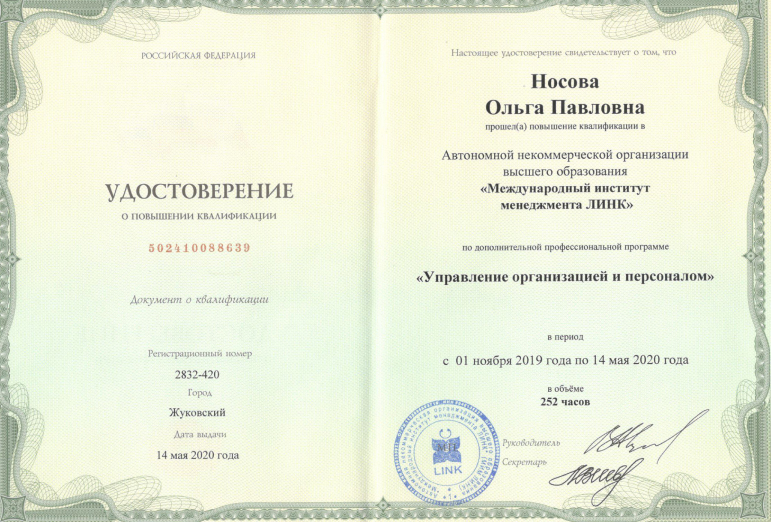 РОССИЙСКАЯ ФЕДЕРАЦИЯ
УДОСТОВЕРЕНИЕ
О ПОВЫШЕНИИ КВАЛИФИКАЦИИ
502410088639
Документ о квалификации
Регистрационный номер
2832-420
Город
Жуковский
Дата выдачи
14 мая 2020 года
Настоящее удостоверение свидетельствует о том, что
Носова
Ольга Павловна
прошел(а) повышение квалификации в
Автономной некоммерческой организации
высшего образования
«Международный институт
менеджмента ЛИНК»
по дополнительной профессиональной программе
«Управление организацией и персоналом»
в период
с 01 ноября 2019 года по 14 мая 2020 года
в объёме
252 часов
Руководитель
Секретарь
М.П.
LINK